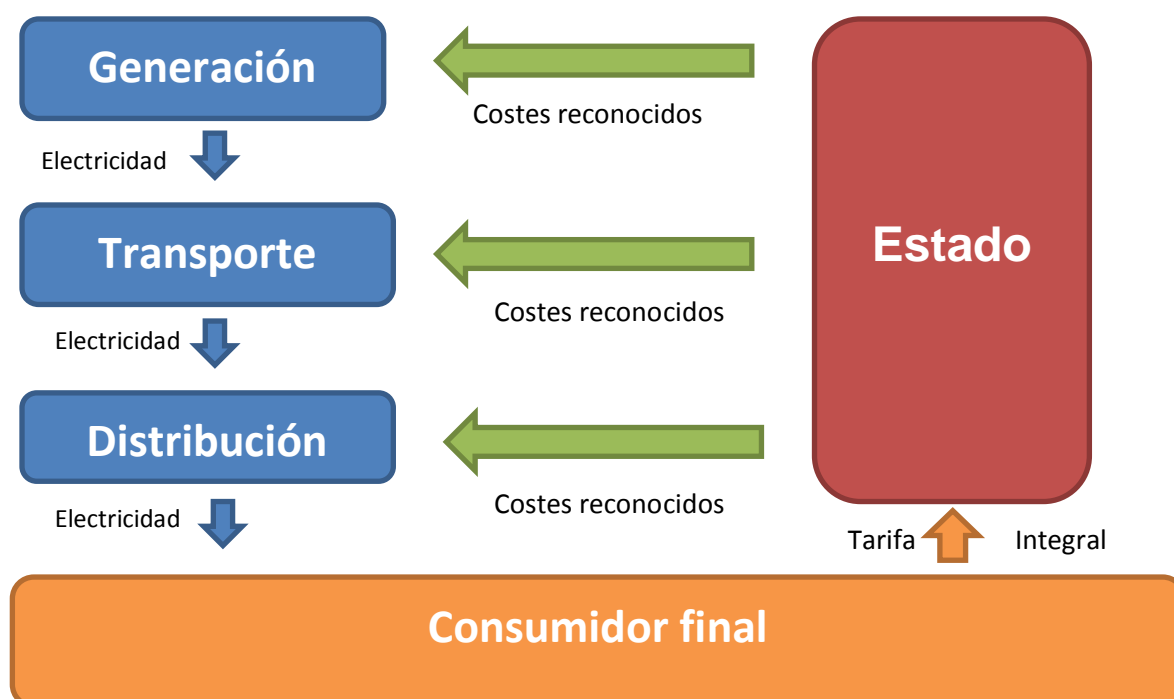 Generación
Costes reconocidos
Electricidad
Transporte
Estado
Costes reconocidos
Electricidad
Distribución
Costes reconocidos
Electricidad
Tarifa Integral
Consumidor final